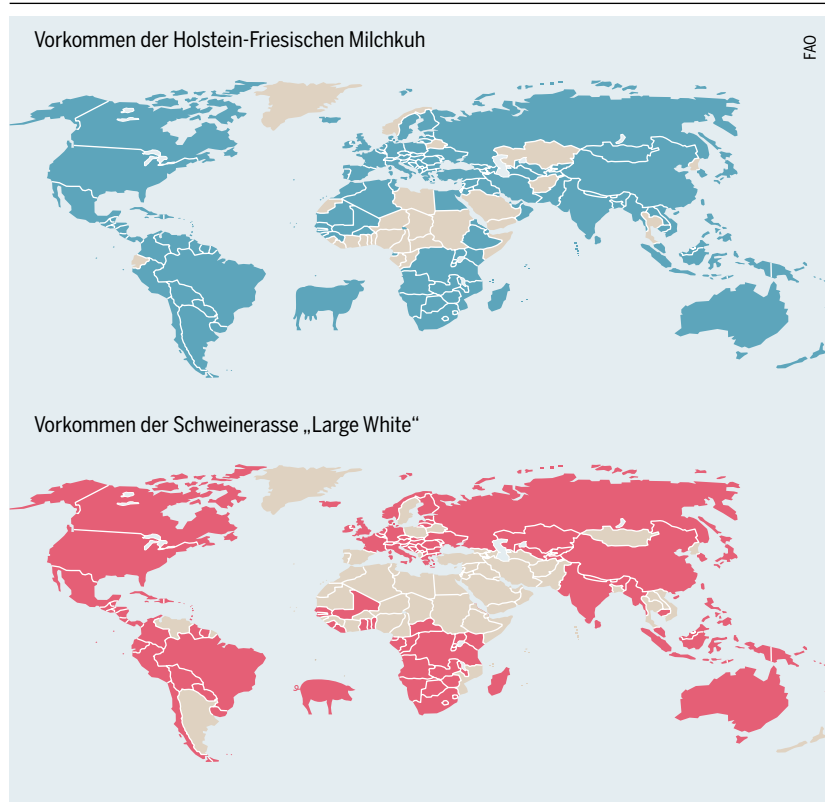 Vorkommen der Holstein-Friesischen Milchkuh
FAO
Vorkommen der Schweinerasse „Large White“